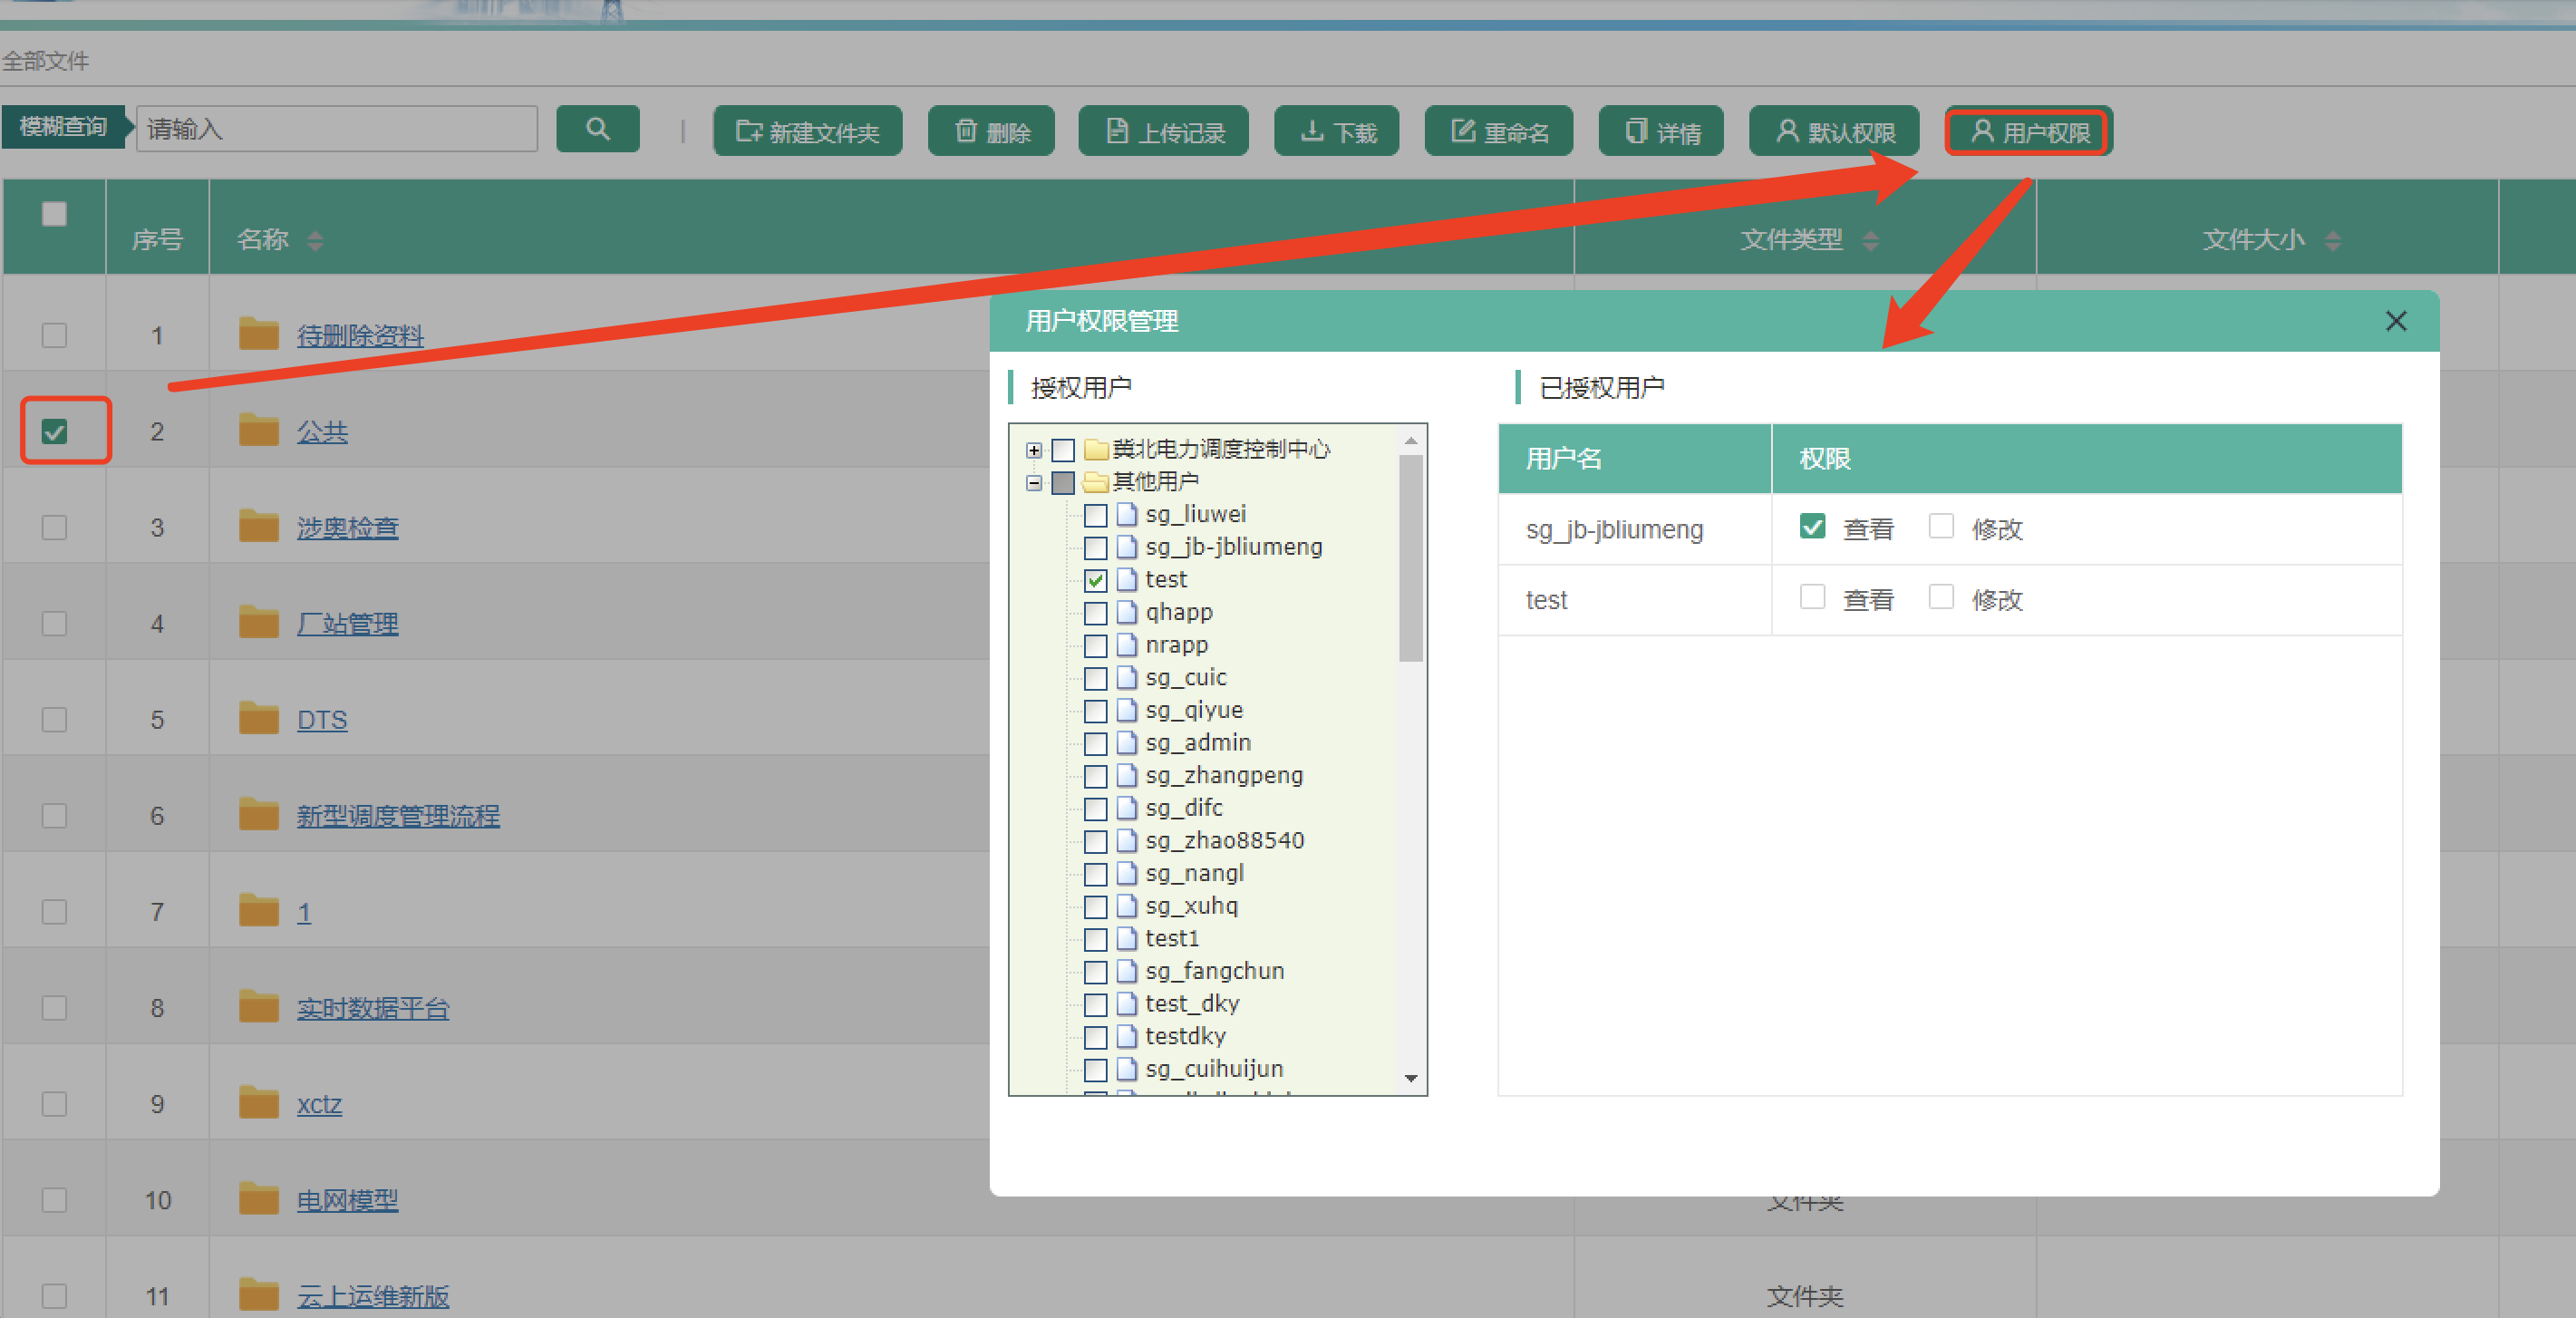 全部文件
模糊查询 请输入 | 新建文件夹 删除 上传记录 下载 重命名 详情 默认权限 用户权限
序号 名称 文件类型 文件大小
1 待删除资料
2 公共
3 涉奥检查
4 厂站管理
5 DTS
6 新型调度管理流程
7 1
8 实时数据平台
9 xctz
10 电网模型 文件夹
11 云上运维新版 文件夹
用户权限管理
授权用户
冀北电力调度控制中心
其他用户
sg_liuwei
sg_jb-jbliumeng
test
qhapp
nrapp
sg_cuic
sg_qiyue
sg_admin
sg_zhangpeng
sg_difc
sg_zhao88540
sg_nangl
sg_xuhq
test1
sg_fangchun
test_dky
testdky
sg_cuihuijun
已授权用户
用户名 权限
sg_jb-jbliumeng 查看 修改
test 查看 修改